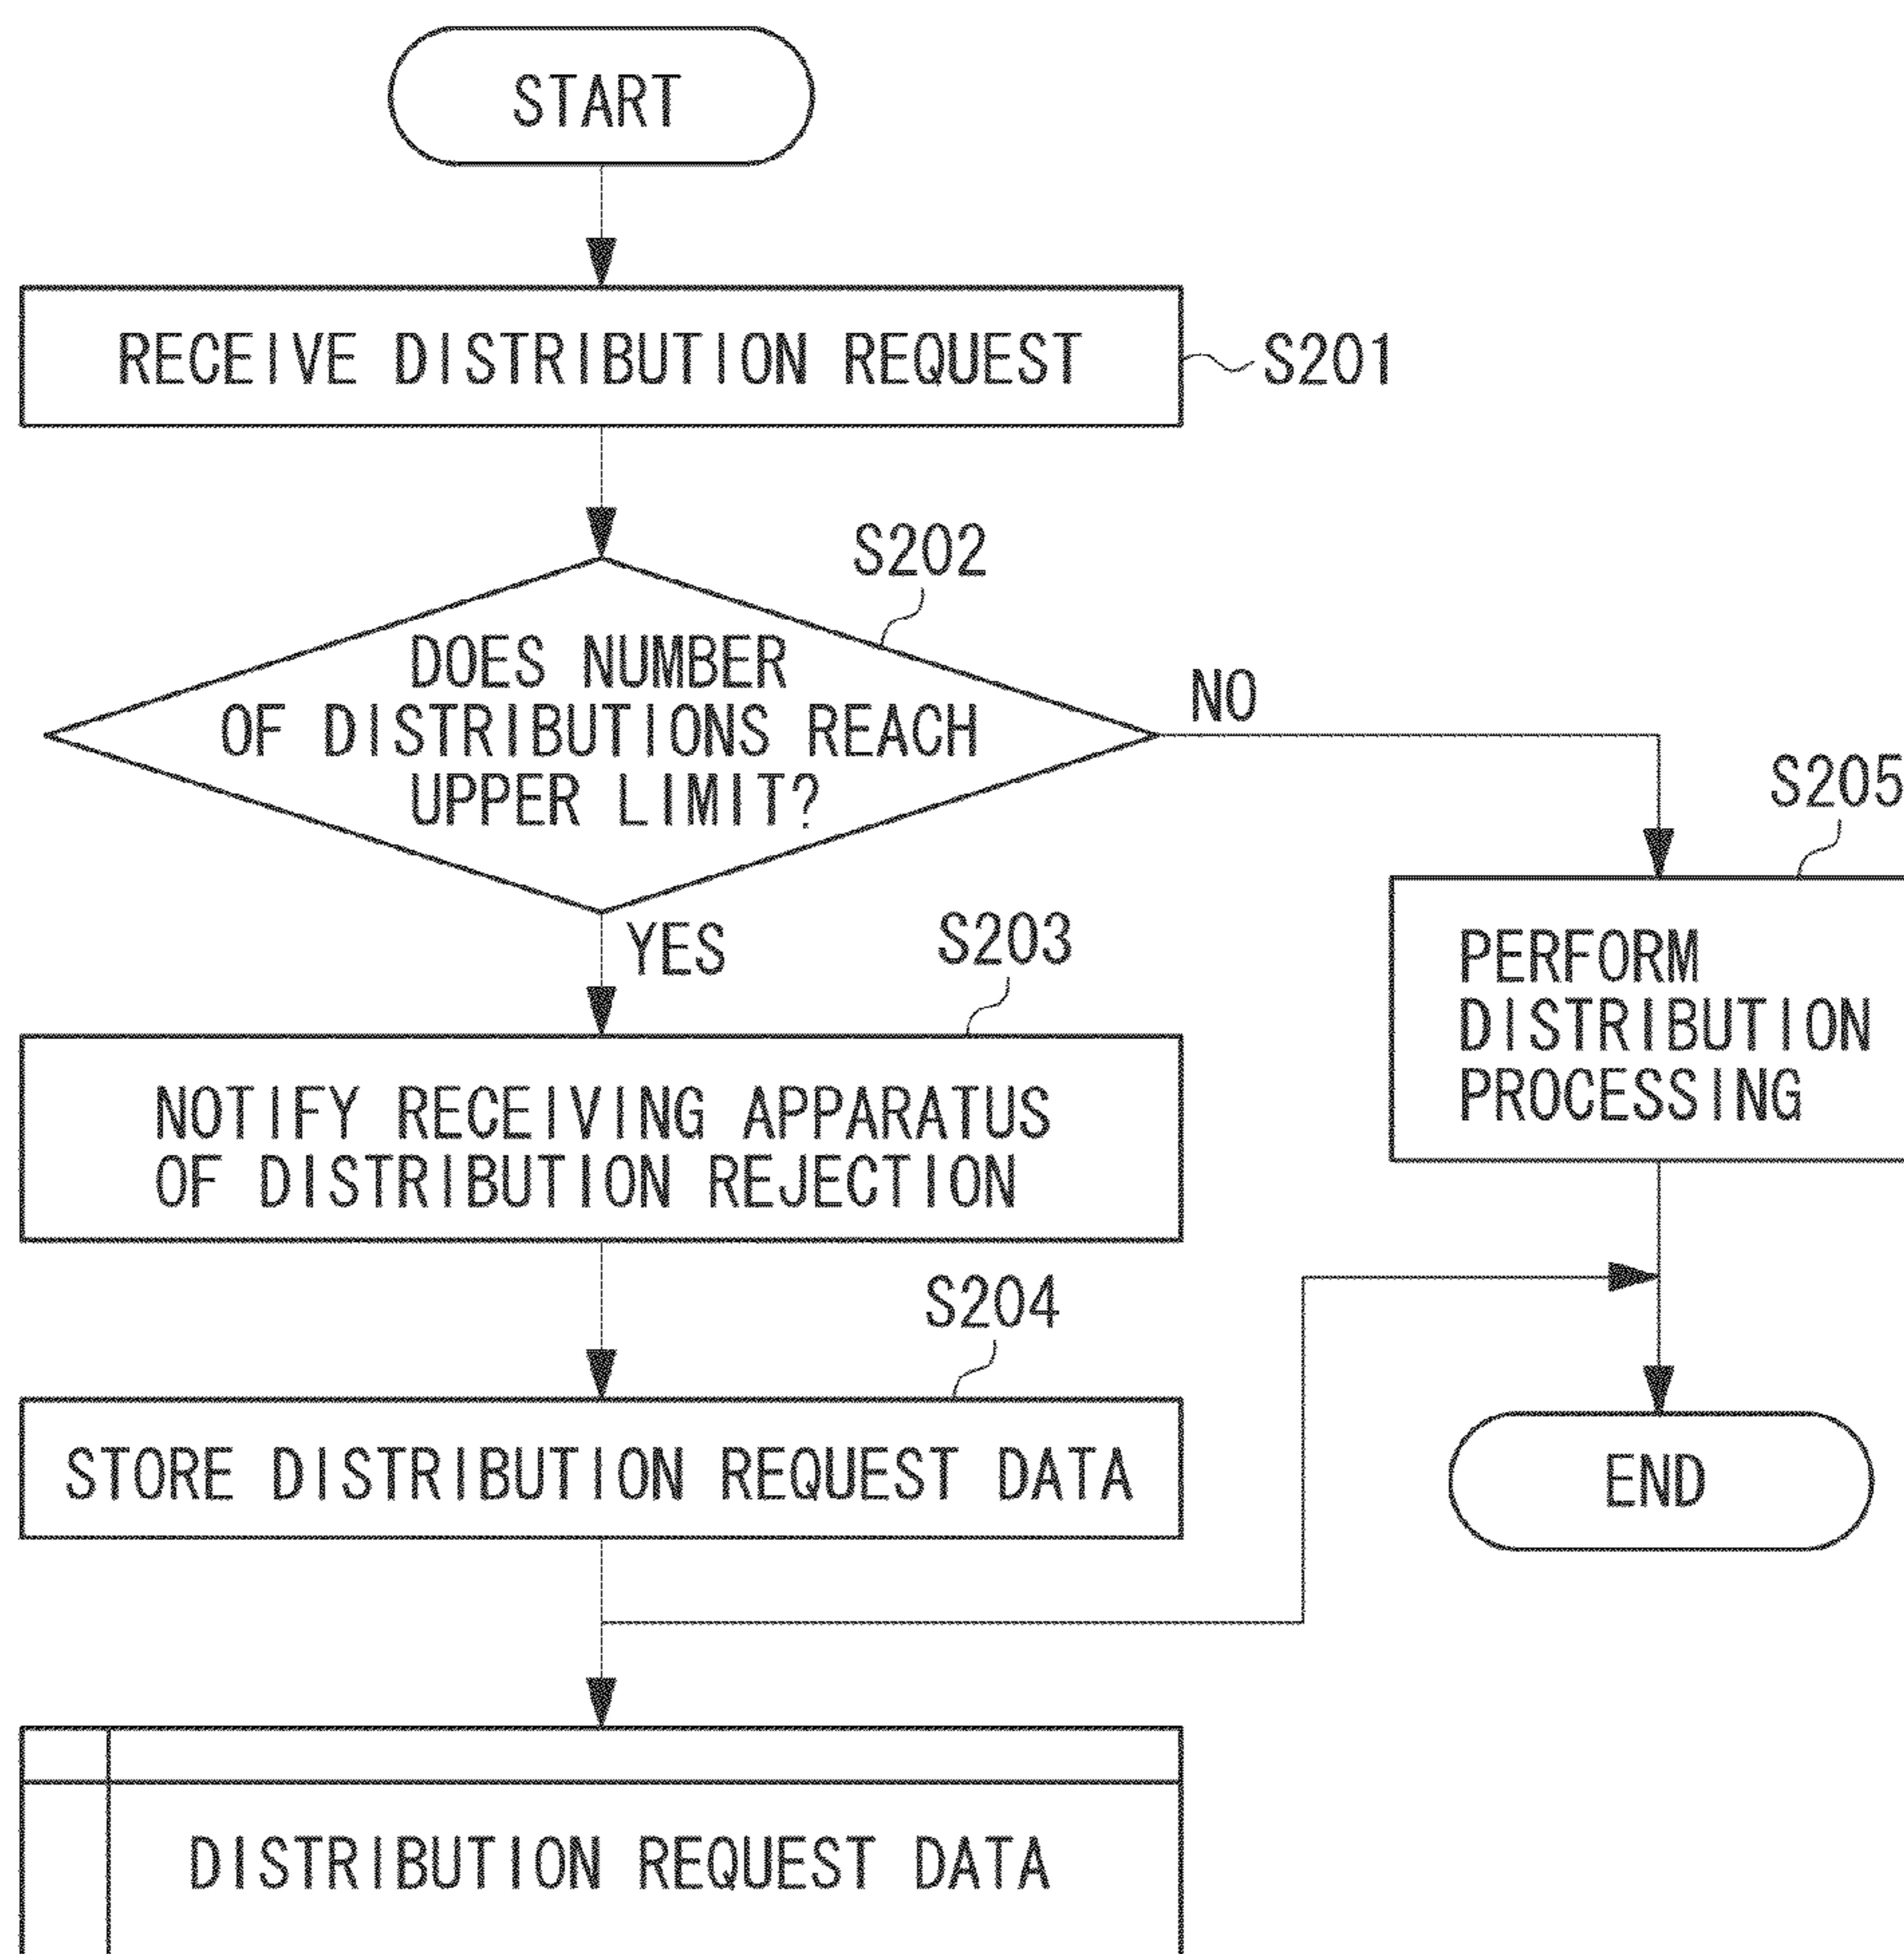 START
RECEIVE DISTRIBUTION REQUEST
S201
S202
DOES NUMBER
OF DISTRIBUTIONS REACH
UPPER LIMIT?
NO
YES
S203
NOTIFY RECEIVING APPARATUS
OF DISTRIBUTION REJECTION
S204
STORE DISTRIBUTION REQUEST DATA
S205
PERFORM
DISTRIBUTION
PROCESSING
END
DISTRIBUTION REQUEST DATA